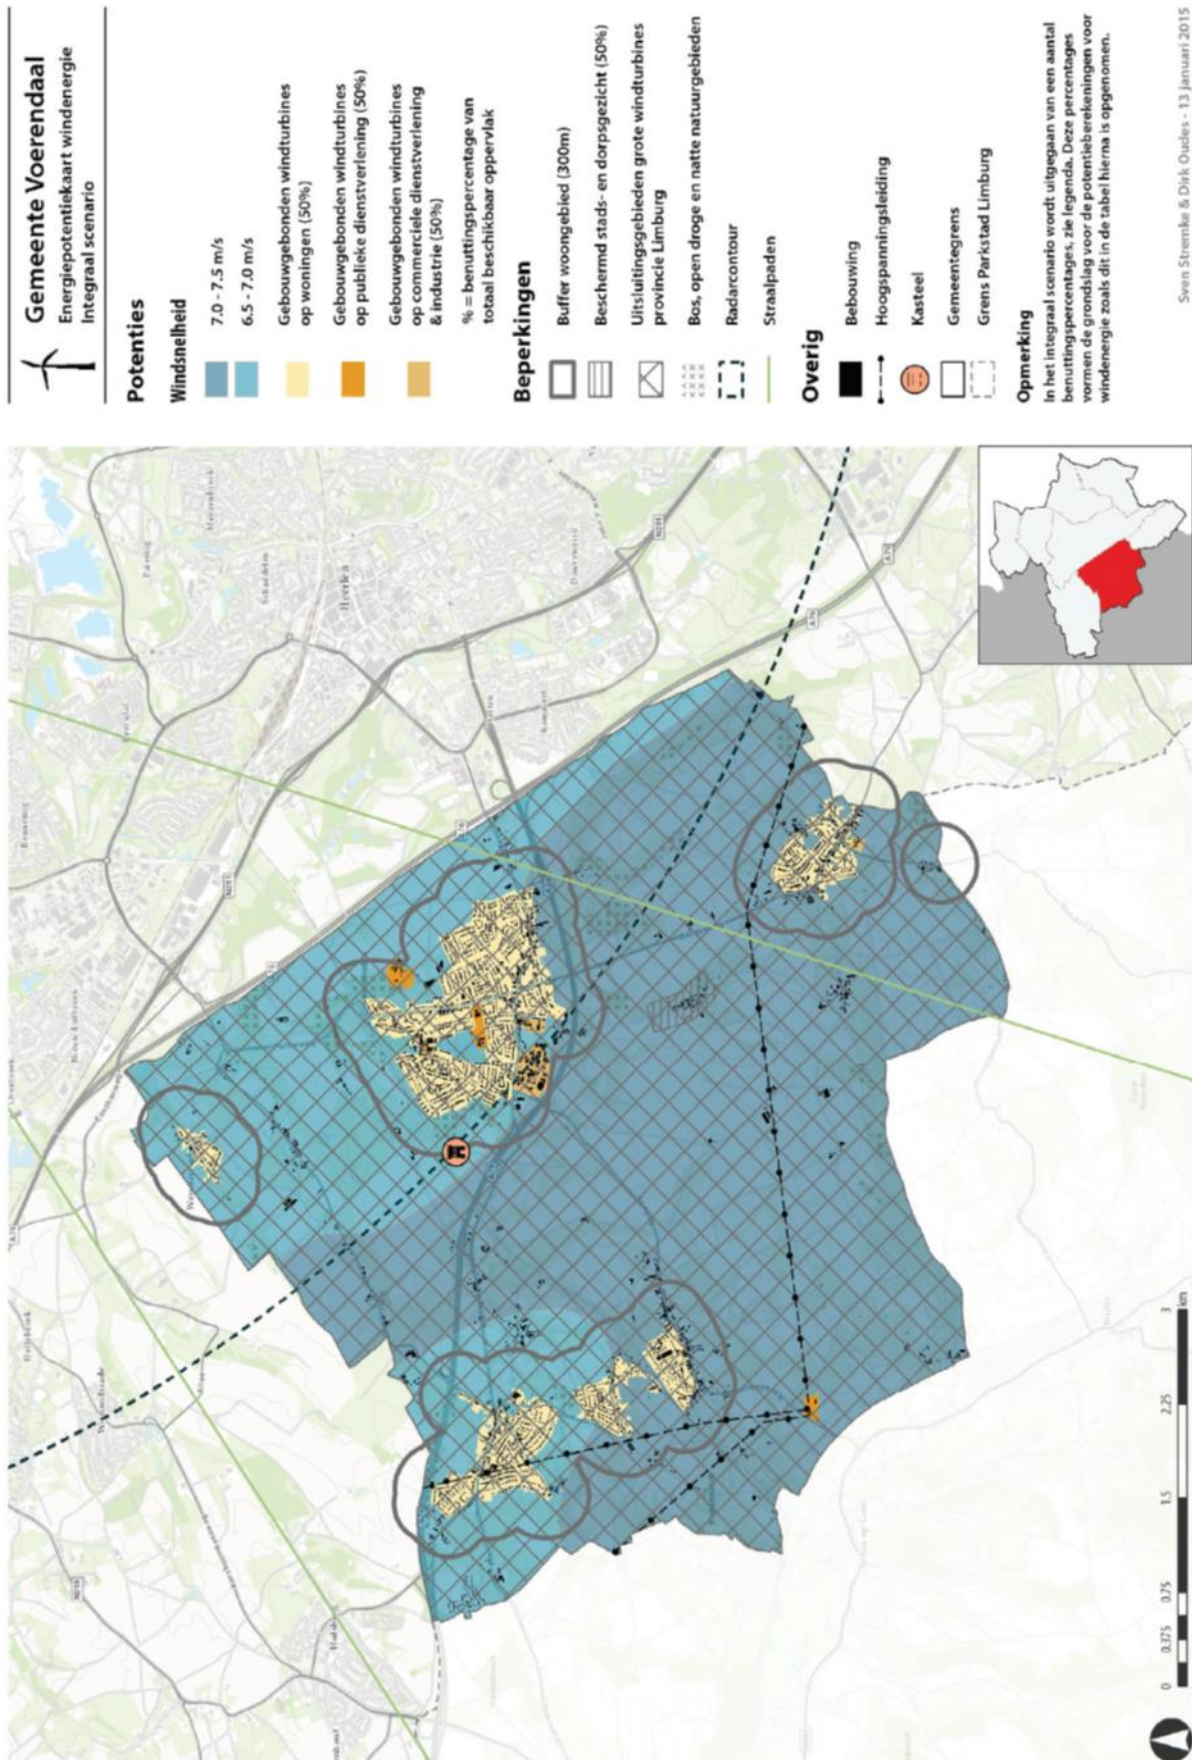 Gemeente Voerendaal
Energiepotentiekaart windenergie
Integraal scenario
Potenties
Windsnelheid
7.0 - 7.5 m/s
6.5 - 7.0 m/s
Gebouwgebonden windturbines
op woningen (50%)
Gebouwgebonden windturbines
op publieke dienstverlening (50%)
Gebouwgebonden windturbines
op commerciele dienstverlening
& industrie (50%)
% = benuttingspercentage van
totaal beschikbaar oppervlak
Beperkingen
Buffer woongebied (300m)
Beschermd stads- en dorpsgezicht (50%)
Uitsluitingsgebieden grote windturbines
provincie Limburg
Bos, open droge en natte natuurgebieden
Radarcontour
Straalpaden
Overig
Bebouwing
Hoogspanningsleiding
Kasteel
Gemeentegrens
Grens Parkstad Limburg
Opmerking
In het integraal scenario wordt uitgegaan van een aantal
benuttingspercentages, zie legenda. Deze percentages
vormen de grondslag voor de potentieberekeningen voor
windenergie zoals dit in de tabel hierna is opgenomen.
Sven Stremke & Dirk Oudes - 13 januari 2015
Heerlen
N281
A76
A76
0 0.375 0.75 1.5 2.25 3
km